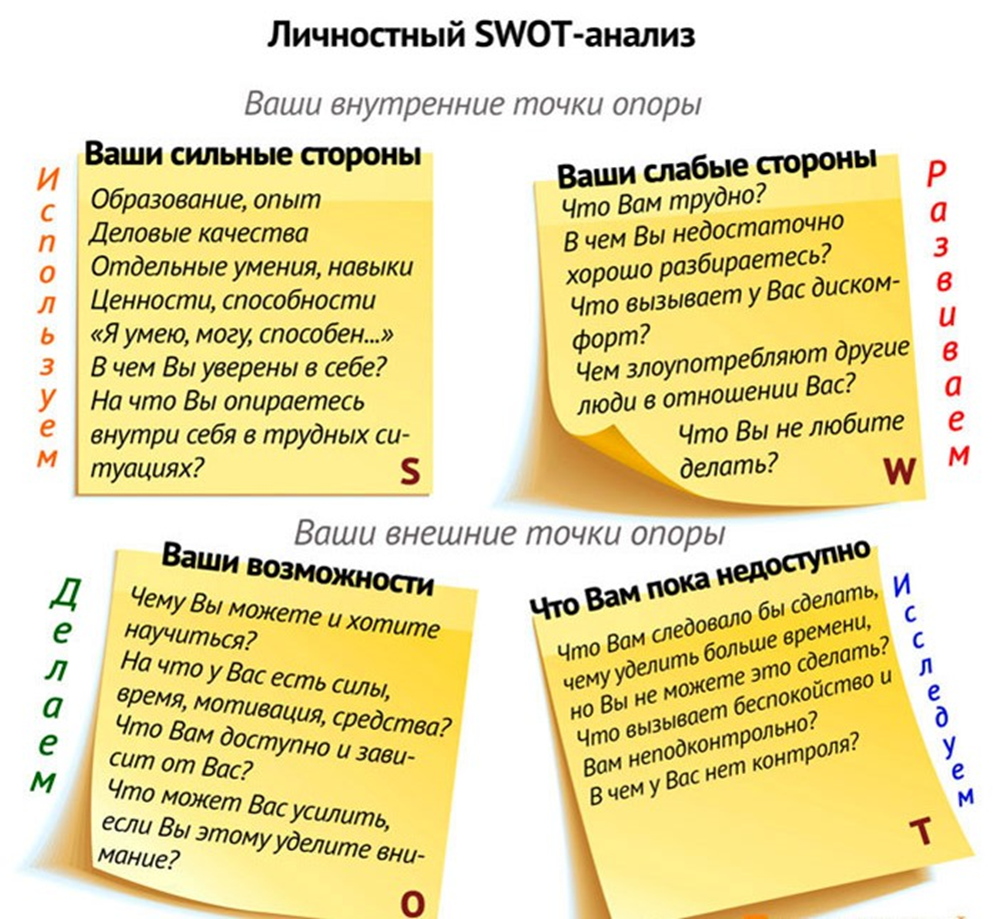 Личностный SWOT-анализ
Ваши внутренние точки опоры
Используем
Ваши сильные стороны
Образование, опыт
Деловые качества
Отдельные умения, навыки
Ценности, способности
«Я умею, могу, способен...»
В чем Вы уверены в себе?
На что Вы опираетесь
внутри себя в трудных си-
туациях?
S
Ваши слабые стороны
Что Вам трудно?
В чем Вы недостаточно
хорошо разбираетесь?
Что вызывает у Вас диском-
форт?
Чем злоупотребляют другие
люди в отношении Вас?
Что Вы не любите
делать?
W
Развиваем
Ваши внешние точки опоры
Делаем
Ваши возможности
Чему Вы можете и хотите
научиться?
На что у Вас есть силы,
время, мотивация, средства?
Что Вам доступно и зави-
сит от Вас?
Что может Вас усилить,
если Вы этому уделите вни-
мание?
O
Что Вам пока недоступно
Что Вам следовало бы сделать,
чему уделить больше времени,
но Вы не можете это сделать?
Что вызывает беспокойство и
Вам неподконтрольно?
В чем у Вас нет контроля?
T
Исследуем